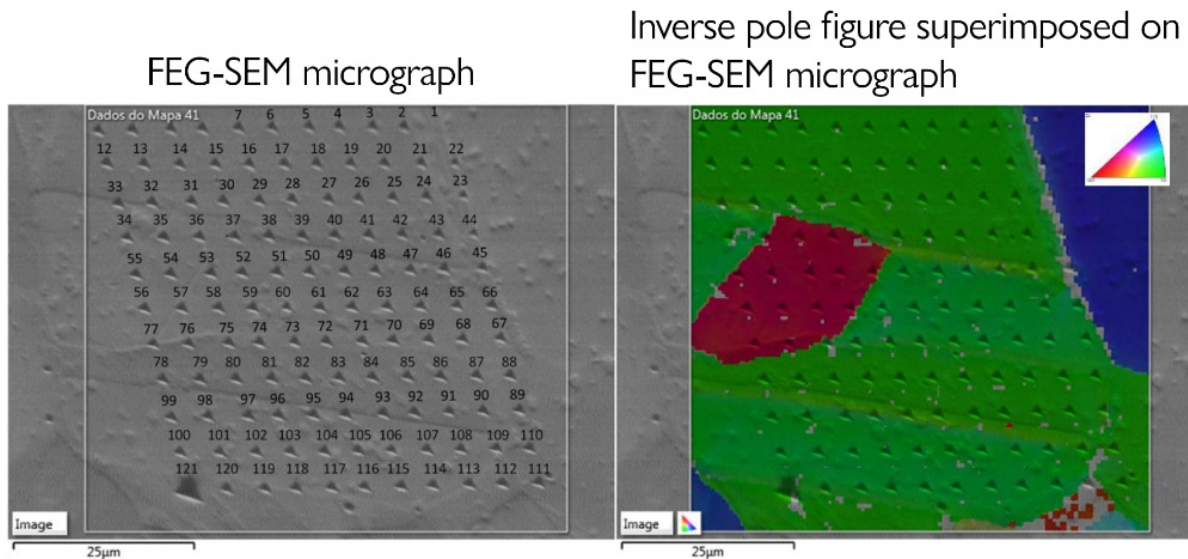 Inverse pole figure superimposed on
FEG-SEM micrograph
FEG-SEM micrograph
Dados do Mapa 41
7 6 5 4 3 2 1
12 13 14 15 16 17 18 19 20 21 22
33 32 31 30 29 28 27 26 25 24 23
34 35 36 37 38 39 40 41 42 43 44
55 54 53 52 51 50 49 48 47 46 45
56 57 58 59 60 61 62 63 64 65 66
77 76 75 74 73 72 71 70 69 68 67
78 79 80 81 82 83 84 85 86 87 88
99 98 97 96 95 94 93 92 91 90 89
100 101 102 103 104 105 106 107 108 109 110
121 120 119 118 117 116 115 114 113 112 111
Image
25µm
Dados do Mapa 41
Image
25µm